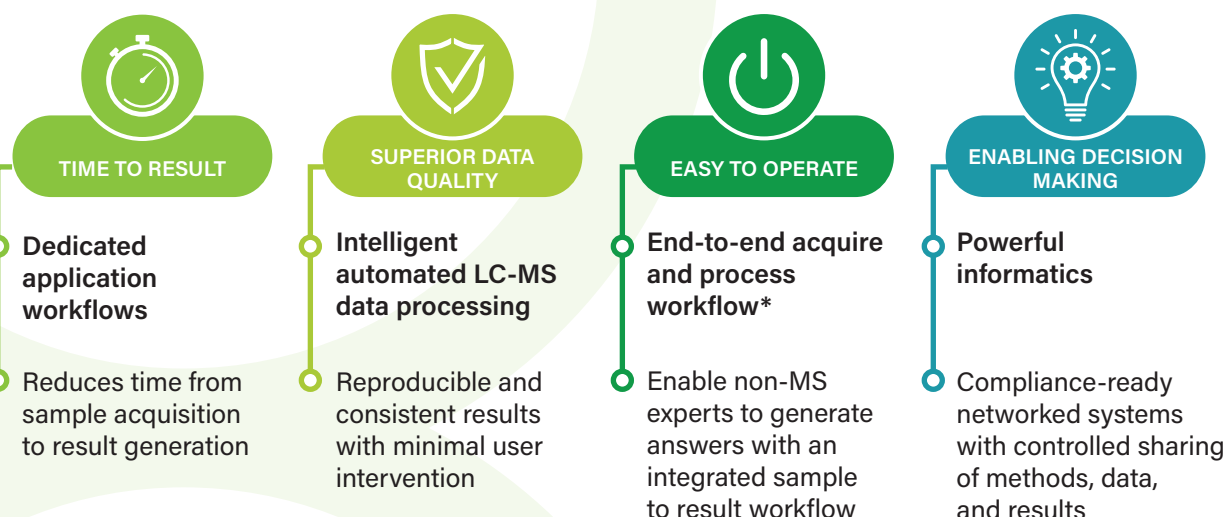 TIME TO RESULT
Dedicated
application
workflows
Reduces time from
sample acquisition
to result generation
SUPERIOR DATA
QUALITY
Intelligent
automated LC-MS
data processing
Reproducible and
consistent results
with minimal user
intervention
EASY TO OPERATE
End-to-end acquire
and process
workflow*
Enable non-MS
experts to generate
answers with an
integrated sample
to result workflow
ENABLING DECISION
MAKING
Powerful
informatics
Compliance-ready
networked systems
with controlled sharing
of methods, data,
and results